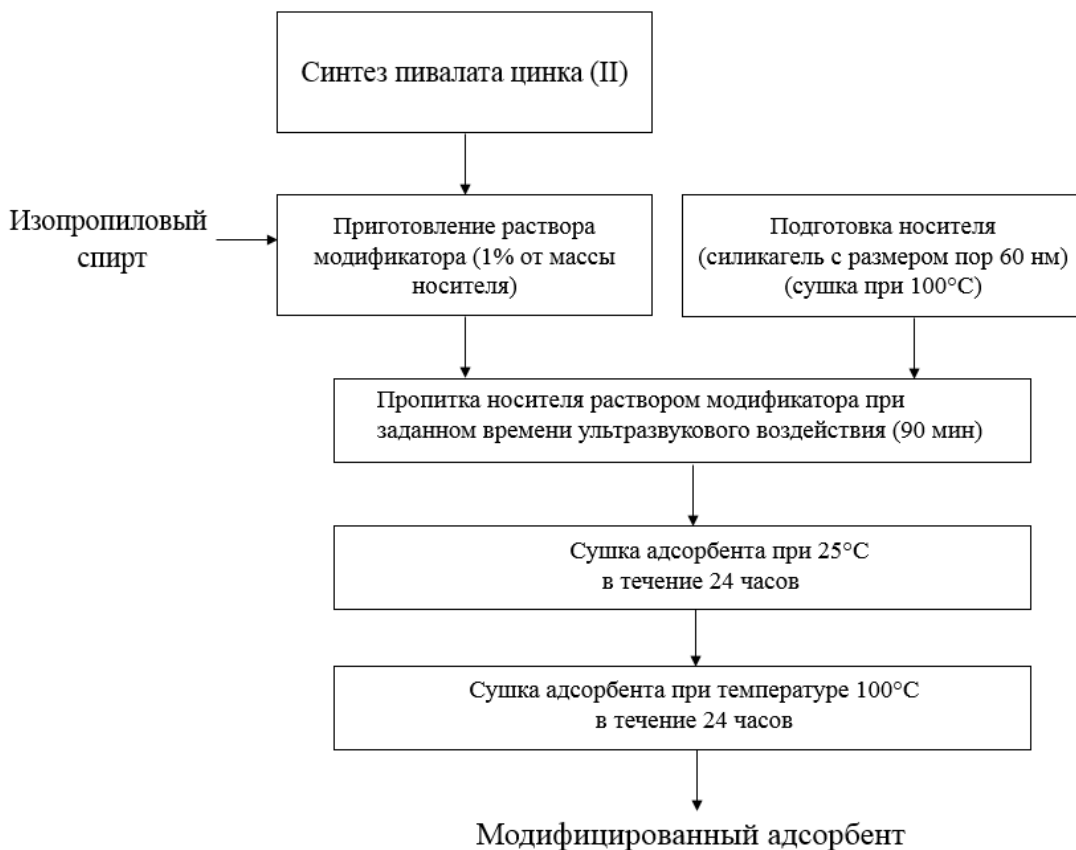 Синтез пивалата цинка (II)
Изопропиловый
спирт
Приготовление раствора
модификатора (1% от массы
носителя)
Подготовка носителя
(силикагель с размером пор 60 нм)
(сушка при 100°C)
Пропитка носителя раствором модификатора при
заданном времени ультразвукового воздействия (90 мин)
Сушка адсорбента при 25°C
в течение 24 часов
Сушка адсорбента при температуре 100°C
в течение 24 часов
Модифицированный адсорбент